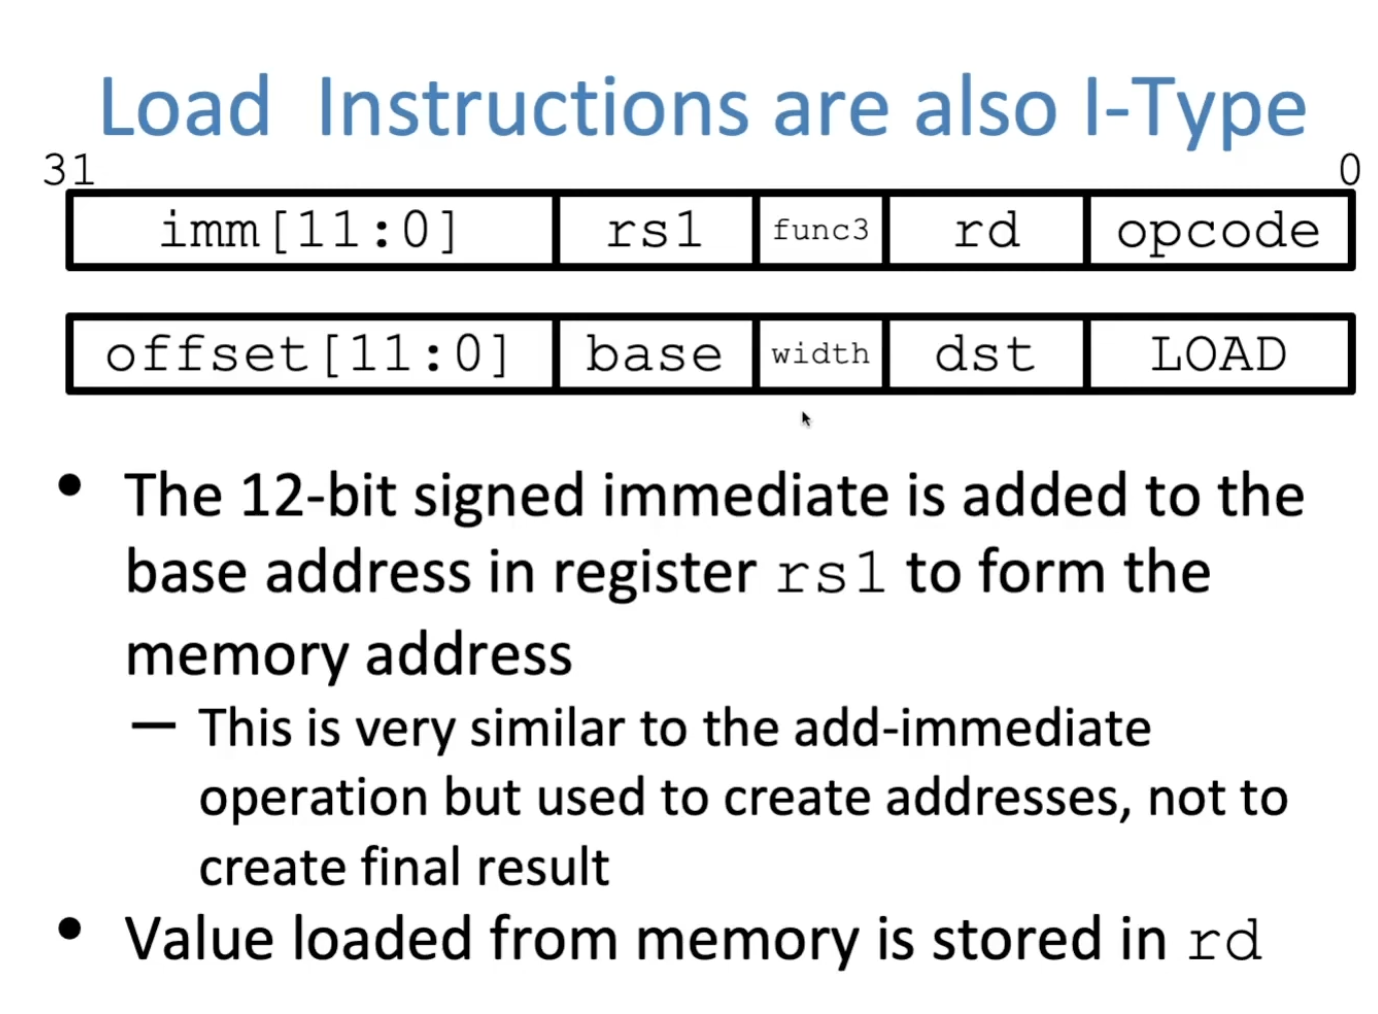 Load  Instructions are also I-Type
31 0
imm[11:0] rs1 func3 rd opcode
offset[11:0] base width dst LOAD
• The 12-bit signed immediate is added to the
base address in register rs1 to form the
memory address
— This is very similar to the add-immediate
operation but used to create addresses, not to
create final result
• Value loaded from memory is stored in rd